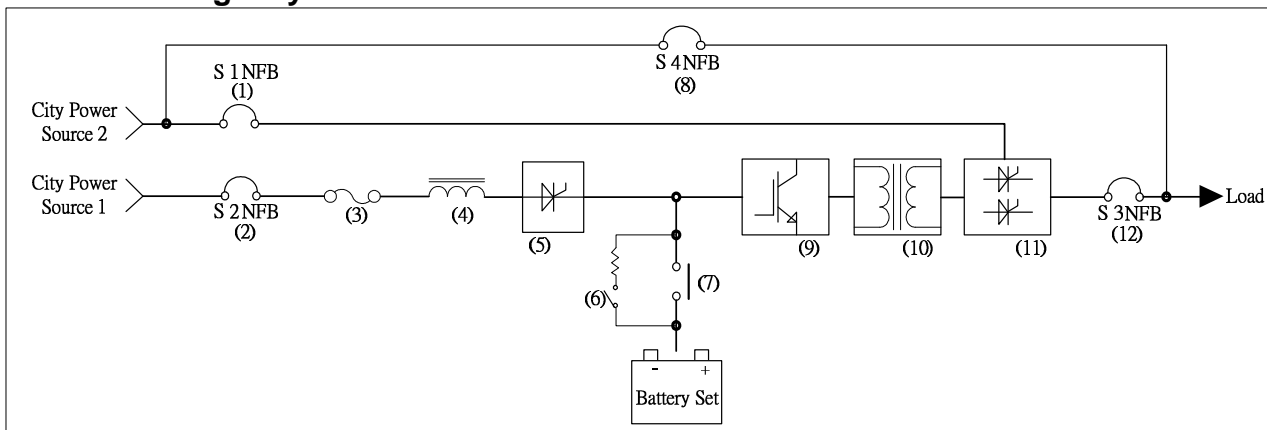 S 1NFB
(1)
S 4NFB
(8)
City Power
Source 2
City Power
Source 1
S 2NFB
(2)
(3)
(4)
(5)
(6)
(7)
(9)
(10)
(11)
S 3NFB
(12)
Load
- +
Battery Set